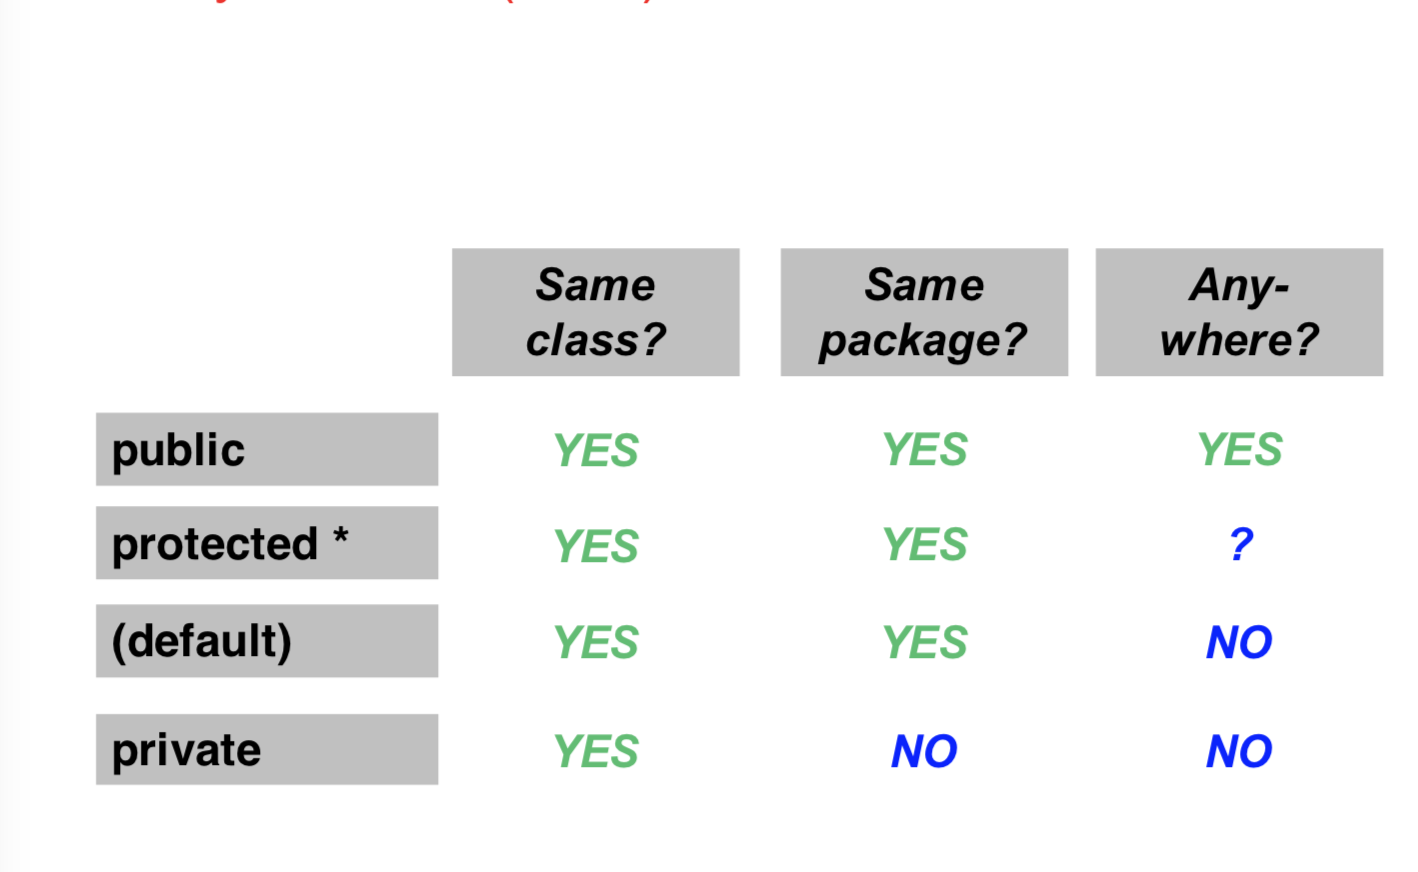 Same class?
Same package?
Any-where?
public YES YES YES
protected * YES YES ?
(default) YES YES NO
private YES NO NO